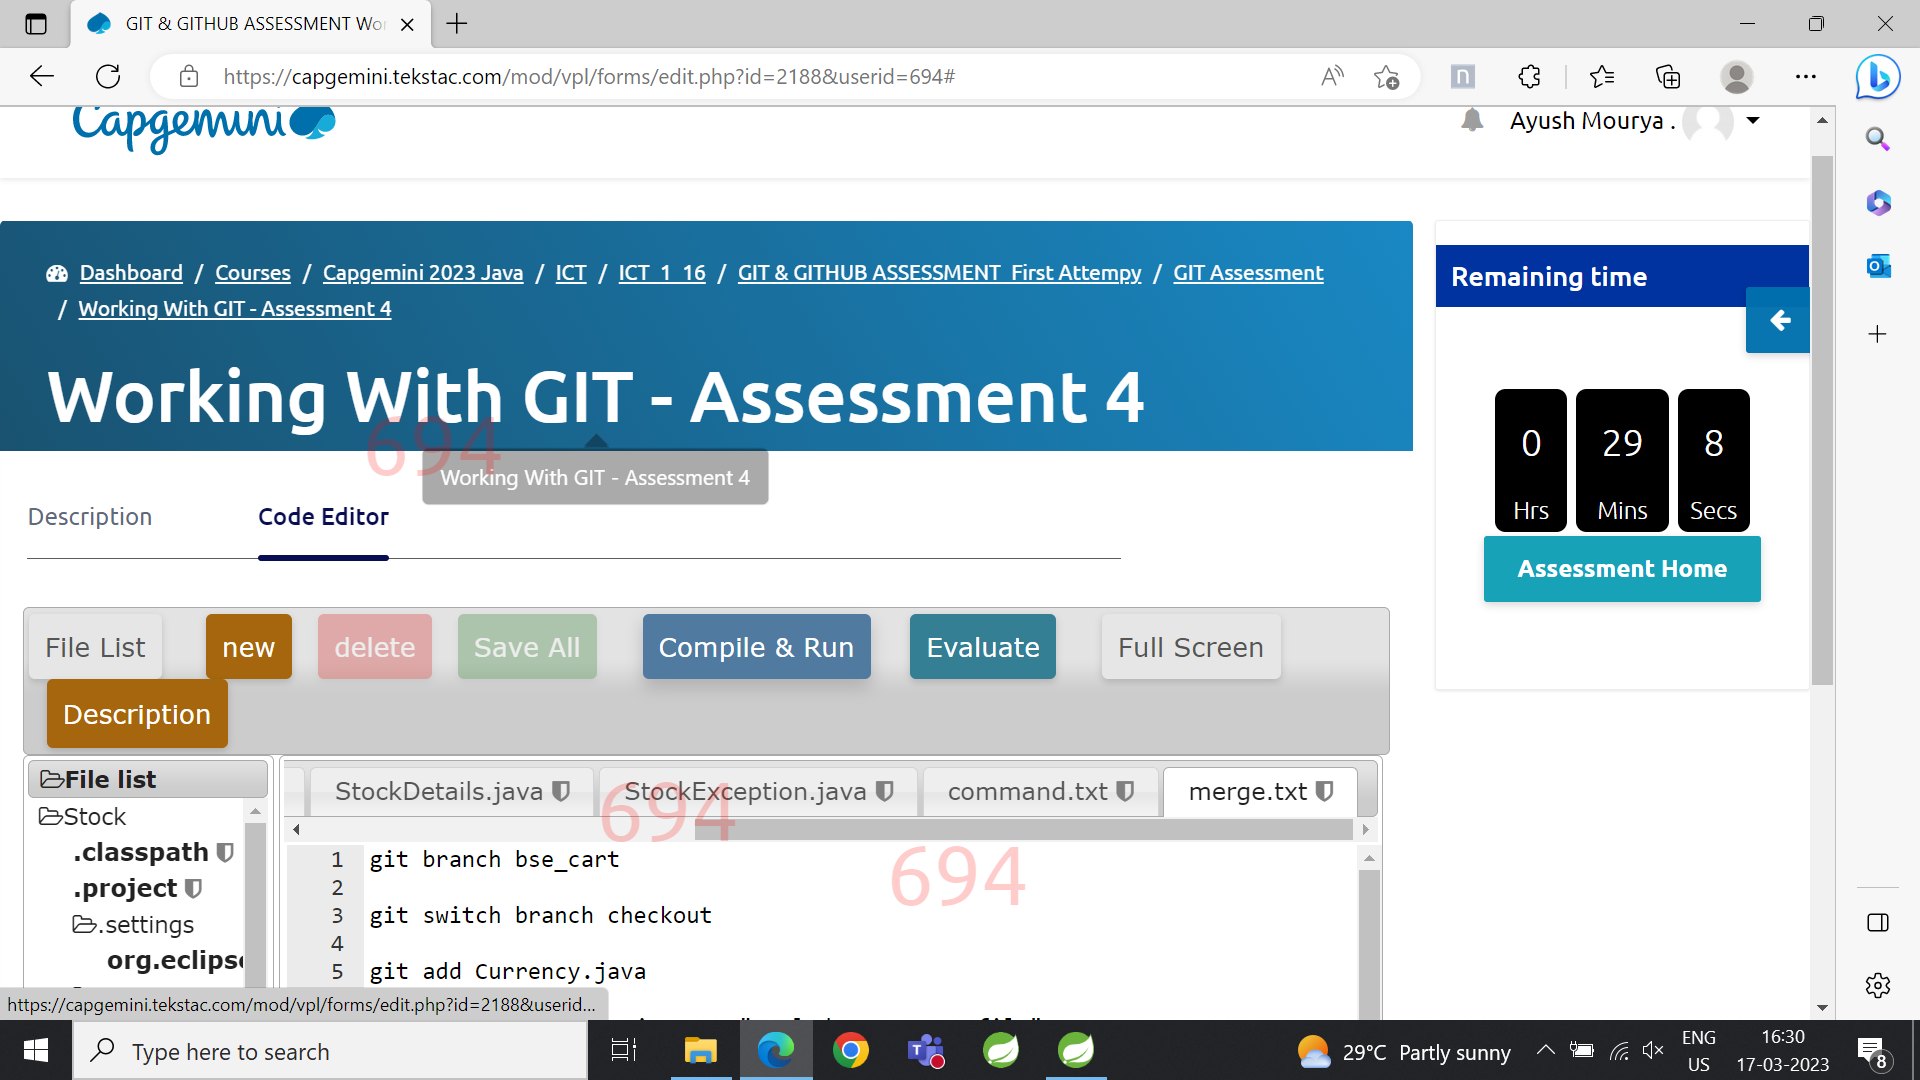 GIT & GITHUB ASSESSMENT Wor
https://capgemini.tekstac.com/mod/vpl/forms/edit.php?id=2188&userid=694#
Capgemini
Ayush Mourya .
Dashboard / Courses / Capgemini 2023 Java / ICT / ICT_1_16 / GIT & GITHUB ASSESSMENT_First Attempy / GIT Assessment
/ Working With GIT - Assessment 4
Working With GIT - Assessment 4
694
Working With GIT - Assessment 4
Remaining time
0 29 8
Hrs Mins Secs
Assessment Home
Description Code Editor
File List new delete Save All Compile & Run Evaluate Full Screen
Description
File list
Stock
.classpath
.project
.settings
org.eclipse
StockDetails.java StockException.java command.txt merge.txt
694
694
1 git branch bse_cart
2
3 git switch branch checkout
4
5 git add Currency.java
https://capgemini.tekstac.com/mod/vpl/forms/edit.php?id=2188&userid...
Type here to search
29°C Partly sunny
ENG
US
16:30
17-03-2023
8